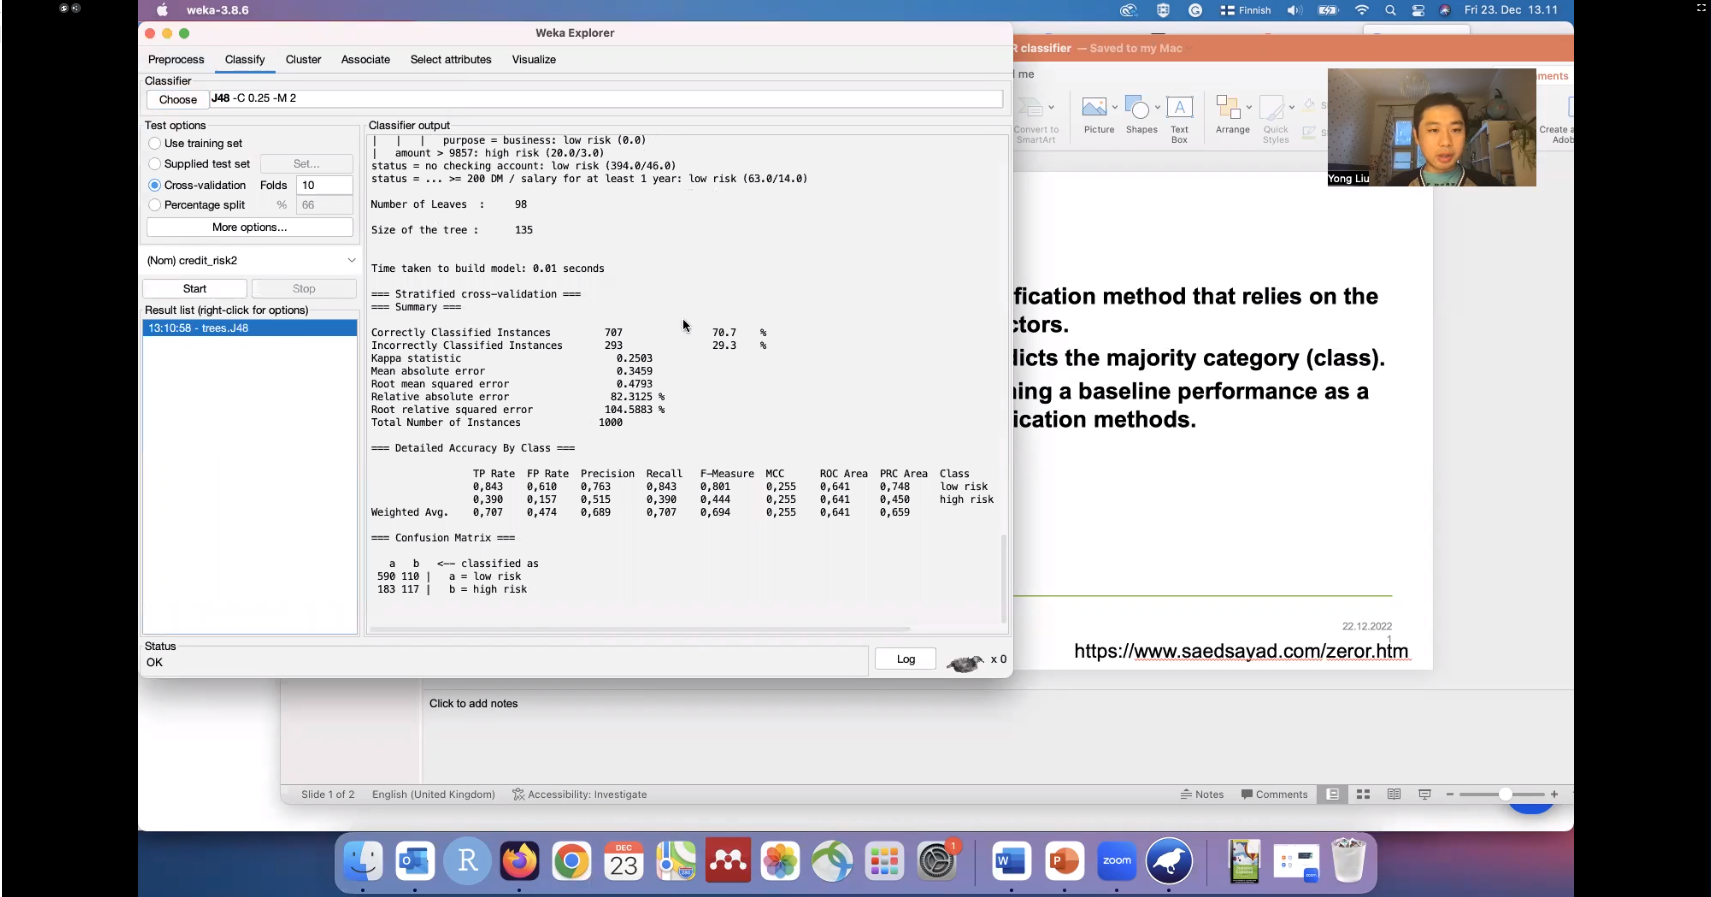 weka-3.8.6
Finnish
Fri 23. Dec 13.11
Weka Explorer
R classifier — Saved to my Mac
Preprocess Classify Cluster Associate Select attributes Visualize
ll me
ments
Classifier
Choose J48 -C 0.25 -M 2
Convert to SmartArt
Picture
Shapes
Text Box
Arrange
Quick Styles
Create a
Adob
Yong Liu
Test options
Use training set
Supplied test set Set...
Cross-validation Folds 10
Percentage split % 66
More options...
(Nom) credit_risk2
Start Stop
Result list (right-click for options)
13:10:58 - trees.J48
Classifier output
| | | purpose = business: low risk (0.0)
| amount > 9857: high risk (20.0/3.0)
status = no checking account: low risk (394.0/46.0)
status = ... >= 200 DM / salary for at least 1 year: low risk (63.0/14.0)
Number of Leaves : 98
Size of the tree : 135
Time taken to build model: 0.01 seconds
=== Stratified cross-validation ===
=== Summary ===
Correctly Classified Instances 707 70.7 %
Incorrectly Classified Instances 293 29.3 %
Kappa statistic 0.2503
Mean absolute error 0.3459
Root mean squared error 0.4793
Relative absolute error 82.3125 %
Root relative squared error 104.5883 %
Total Number of Instances 1000
=== Detailed Accuracy By Class ===
TP Rate FP Rate Precision Recall F-Measure MCC ROC Area PRC Area Class
0,843 0,610 0,763 0,843 0,801 0,255 0,641 0,748 low risk
0,390 0,157 0,515 0,390 0,444 0,255 0,641 0,450 high risk
Weighted Avg. 0,707 0,474 0,689 0,707 0,694 0,255 0,641 0,659
=== Confusion Matrix ===
a b <-- classified as
590 110 | a = low risk
183 117 | b = high risk
Status
OK
Log
x 0
fication method that relies on the
ctors.
dicts the majority category (class).
ning a baseline performance as a
ication methods.
22.12.2022
1
https://www.saedsayad.com/zeror.htm
Click to add notes
Slide 1 of 2 English (United Kingdom) Accessibility: Investigate Notes Comments
DEC
23
1
zoom